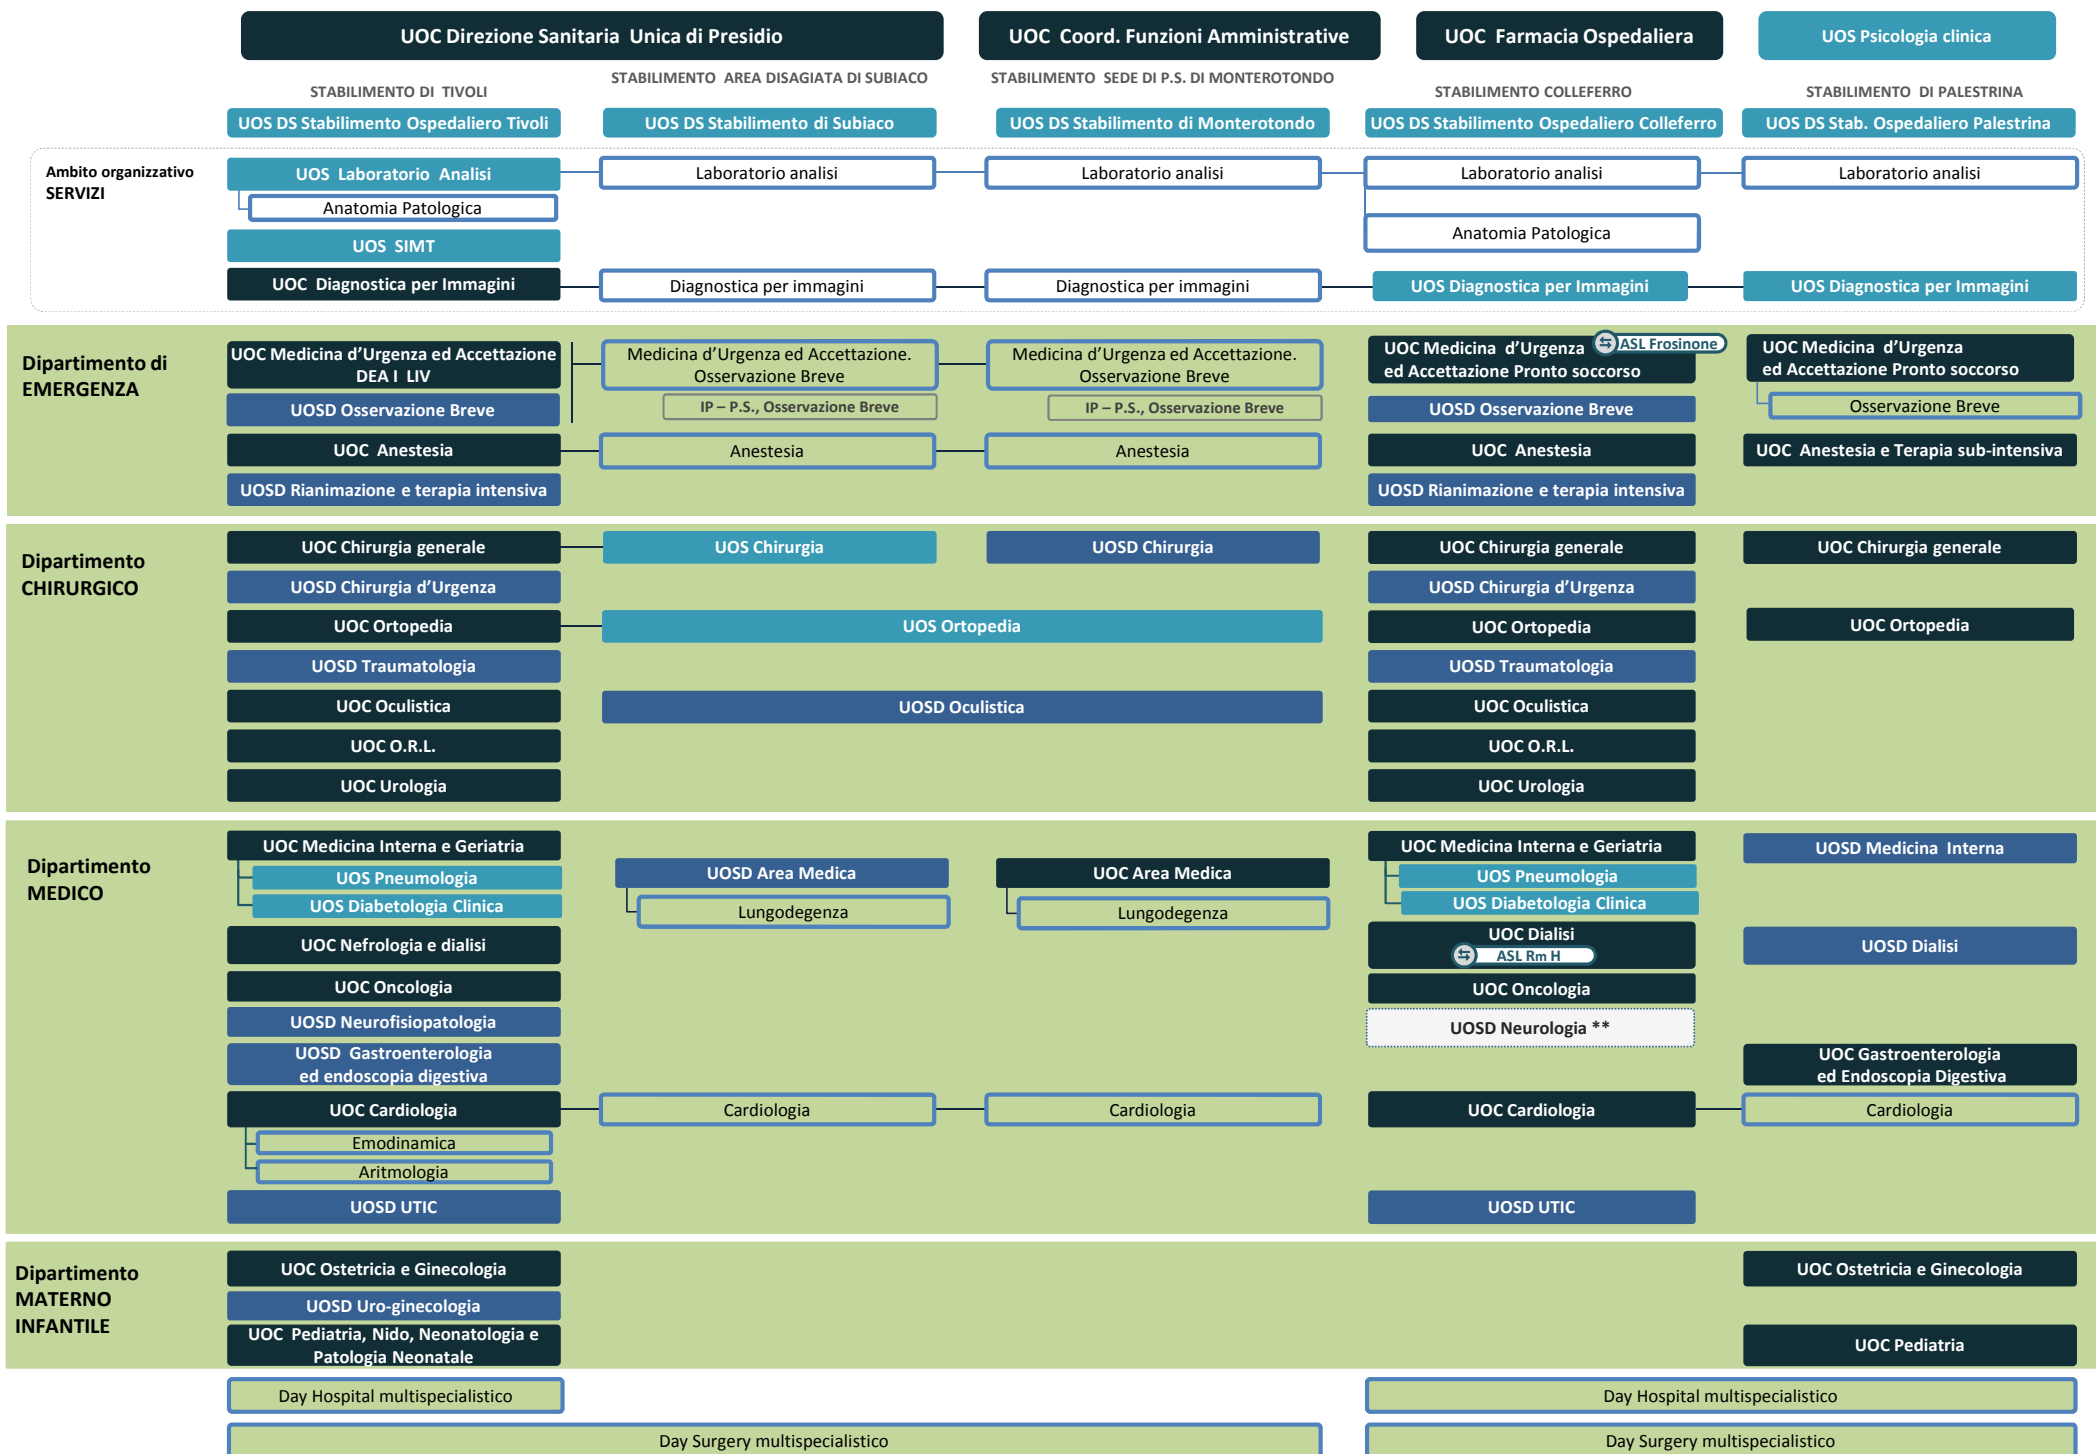 UOC Direzione Sanitaria Unica di Presidio
UOC Coord. Funzioni Amministrative
UOC Farmacia Ospedaliera
UOS Psicologia clinica
STABILIMENTO DI TIVOLI
STABILIMENTO AREA DISAGIATA DI SUBIACO
STABILIMENTO SEDE DI P.S. DI MONTEROTONDO
STABILIMENTO COLLEFERRO
STABILIMENTO DI PALESTRINA
UOS DS Stabilimento Ospedaliero Tivoli
UOS DS Stabilimento di Subiaco
UOS DS Stabilimento di Monterotondo
UOS DS Stabilimento Ospedaliero Colleferro
UOS DS Stab. Ospedaliero Palestrina
Ambito organizzativo
SERVIZI
UOS Laboratorio Analisi
Laboratorio analisi
Laboratorio analisi
Laboratorio analisi
Laboratorio analisi
Anatomia Patologica
Anatomia Patologica
UOS SIMT
UOC Diagnostica per Immagini
Diagnostica per immagini
Diagnostica per immagini
UOS Diagnostica per Immagini
UOS Diagnostica per Immagini
Dipartimento di
EMERGENZA
UOC Medicina d'Urgenza ed Accettazione
DEA I LIV
Medicina d'Urgenza ed Accettazione.
Osservazione Breve
Medicina d'Urgenza ed Accettazione.
Osservazione Breve
UOC Medicina d'Urgenza
ed Accettazione Pronto soccorso
ASL Frosinone
UOC Medicina d'Urgenza
ed Accettazione Pronto soccorso
UOSD Osservazione Breve
IP – P.S., Osservazione Breve
IP – P.S., Osservazione Breve
UOSD Osservazione Breve
Osservazione Breve
UOC Anestesia
Anestesia
Anestesia
UOC Anestesia
UOC Anestesia e Terapia sub-intensiva
UOSD Rianimazione e terapia intensiva
UOSD Rianimazione e terapia intensiva
Dipartimento
CHIRURGICO
UOC Chirurgia generale
UOS Chirurgia
UOSD Chirurgia
UOC Chirurgia generale
UOC Chirurgia generale
UOSD Chirurgia d'Urgenza
UOSD Chirurgia d'Urgenza
UOC Ortopedia
UOS Ortopedia
UOC Ortopedia
UOC Ortopedia
UOSD Traumatologia
UOSD Traumatologia
UOC Oculistica
UOSD Oculistica
UOC Oculistica
UOC O.R.L.
UOC O.R.L.
UOC Urologia
UOC Urologia
Dipartimento
MEDICO
UOC Medicina Interna e Geriatria
UOC Medicina Interna e Geriatria
UOSD Medicina Interna
UOS Pneumologia
UOSD Area Medica
UOC Area Medica
UOS Pneumologia
UOS Diabetologia Clinica
Lungodegenza
Lungodegenza
UOS Diabetologia Clinica
UOC Nefrologia e dialisi
UOC Dialisi
ASL Rm H
UOSD Dialisi
UOC Oncologia
UOC Oncologia
UOSD Neurofisiopatologia
UOSD Neurologia **
UOSD Gastroenterologia
ed endoscopia digestiva
UOC Gastroenterologia
ed Endoscopia Digestiva
UOC Cardiologia
Cardiologia
Cardiologia
UOC Cardiologia
Cardiologia
Emodinamica
Aritmologia
UOSD UTIC
UOSD UTIC
Dipartimento
MATERNO
INFANTILE
UOC Ostetricia e Ginecologia
UOC Ostetricia e Ginecologia
UOSD Uro-ginecologia
UOC Pediatria, Nido, Neonatologia e
Patologia Neonatale
UOC Pediatria
Day Hospital multispecialistico
Day Hospital multispecialistico
Day Surgery multispecialistico
Day Surgery multispecialistico